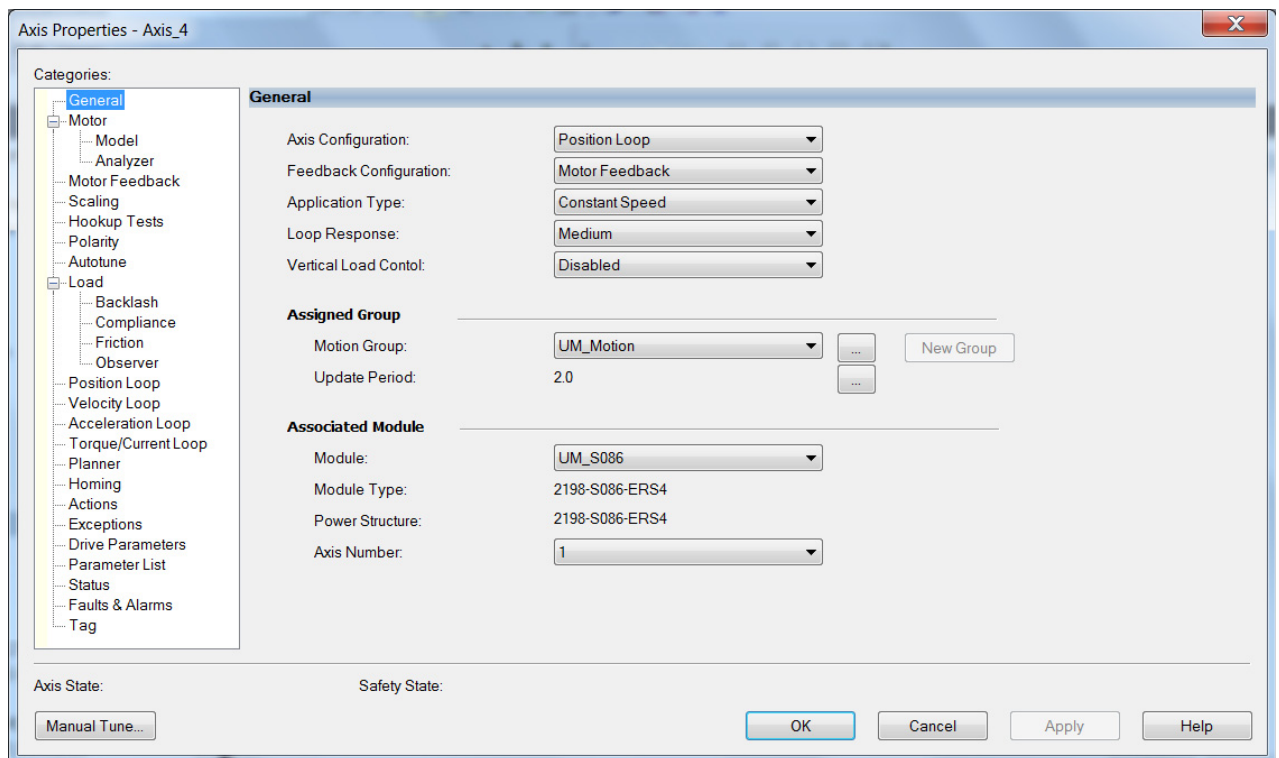 Axis Properties - Axis_4
X
Categories:
General
Motor
Model
Analyzer
Motor Feedback
Scaling
Hookup Tests
Polarity
Autotune
Load
Backlash
Compliance
Friction
Observer
Position Loop
Velocity Loop
Acceleration Loop
Torque/Current Loop
Planner
Homing
Actions
Exceptions
Drive Parameters
Parameter List
Status
Faults & Alarms
Tag
General
Axis Configuration: Position Loop
Feedback Configuration: Motor Feedback
Application Type: Constant Speed
Loop Response: Medium
Vertical Load Contol: Disabled
Assigned Group
Motion Group: UM_Motion ... New Group
Update Period: 2.0 ...
Associated Module
Module: UM_S086
Module Type: 2198-S086-ERS4
Power Structure: 2198-S086-ERS4
Axis Number: 1
Axis State: Safety State:
Manual Tune... OK Cancel Apply Help